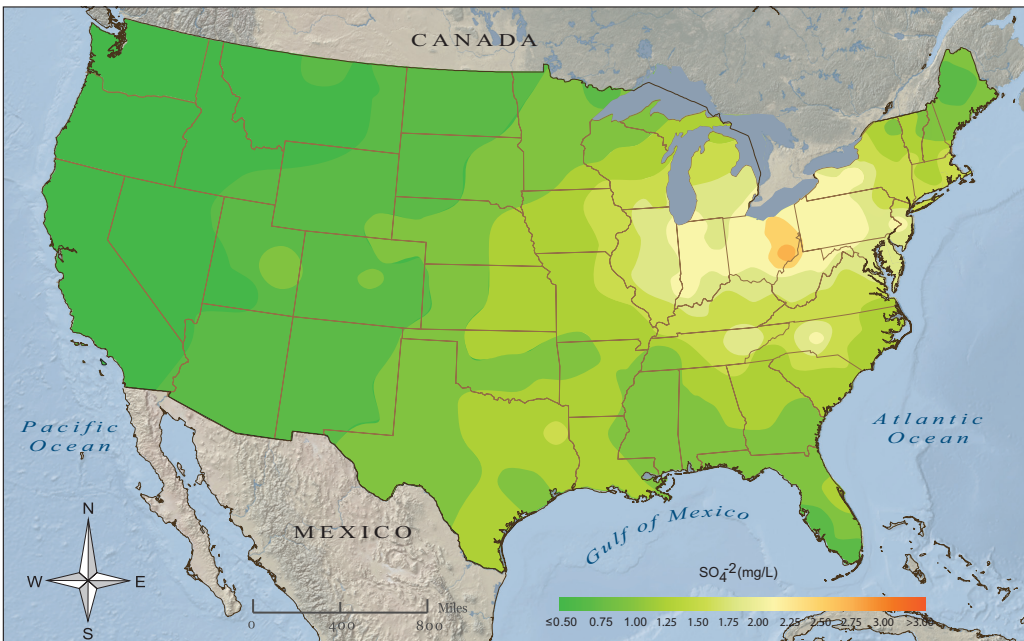 CANADA
Pacific
Ocean
Atlantic
Ocean
MEXICO
Gulf of Mexico
N
W
E
S
Miles
0
400
800
SO₄⁻²(mg/L)
≤0.50 0.75 1.00 1.25 1.50 1.75 2.00 2.25 2.50 2.75 3.00 >3.00